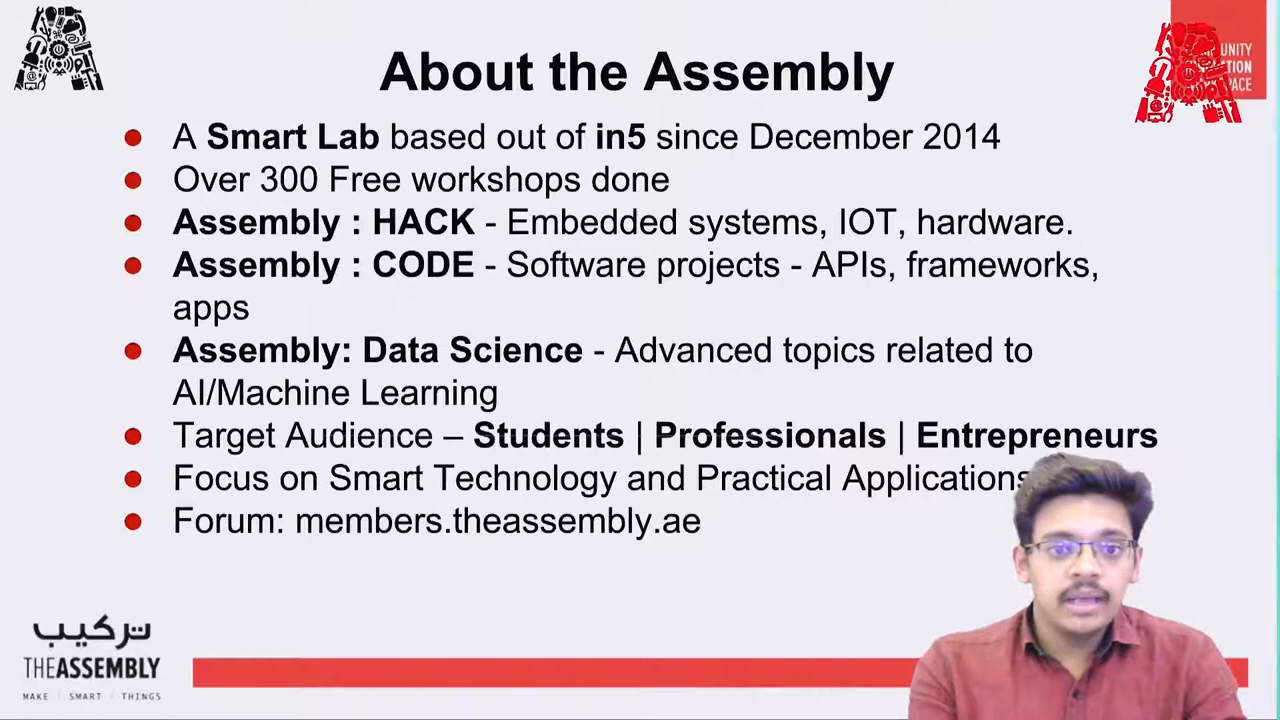 About the Assembly
A Smart Lab based out of in5 since December 2014
Over 300 Free workshops done
Assembly : HACK - Embedded systems, IOT, hardware.
Assembly : CODE - Software projects - APIs, frameworks,
apps
Assembly: Data Science - Advanced topics related to
AI/Machine Learning
Target Audience – Students | Professionals | Entrepreneurs
Focus on Smart Technology and Practical Applications
Forum: members.theassembly.ae
تركيب
THEASSEMBLY
MAKE | SMART | THINGS